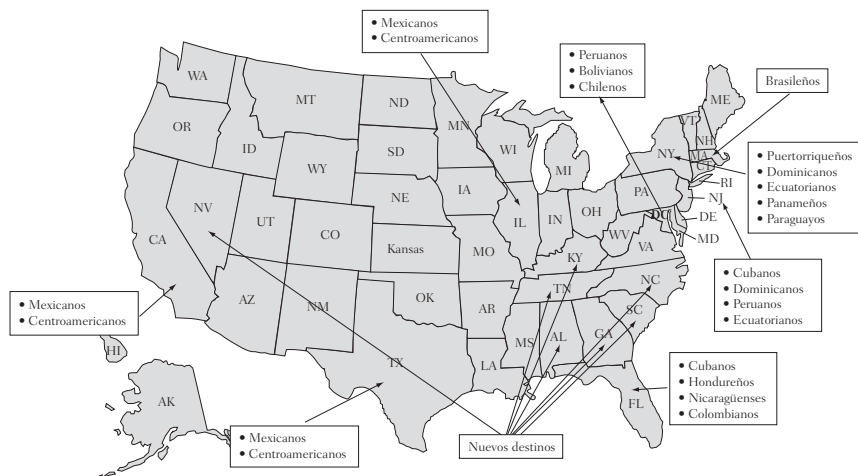 • Mexicanos
• Centroamericanos
• Peruanos
• Bolivianos
• Chilenos
Brasileños
• Puertorriqueños
• Dominicanos
• Ecuatorianos
• Panameños
• Paraguayos
• Cubanos
• Dominicanos
• Peruanos
• Ecuatorianos
• Cubanos
• Hondureños
• Nicaragüenses
• Colombianos
Nuevos destinos
• Mexicanos
• Centroamericanos
• Mexicanos
• Centroamericanos
WA
MT
ND
MN
ME
VT
NH
OR
ID
SD
WI
MI
NY
MA
CT
WY
RI
NE
IA
PA
NJ
NV
UT
CO
IL
IN
OH
DC
DE
CA
Kansas
MO
WV
VA
MD
KY
AZ
NM
OK
AR
TN
NC
SC
HI
TX
LA
MS
AL
GA
AK
FL